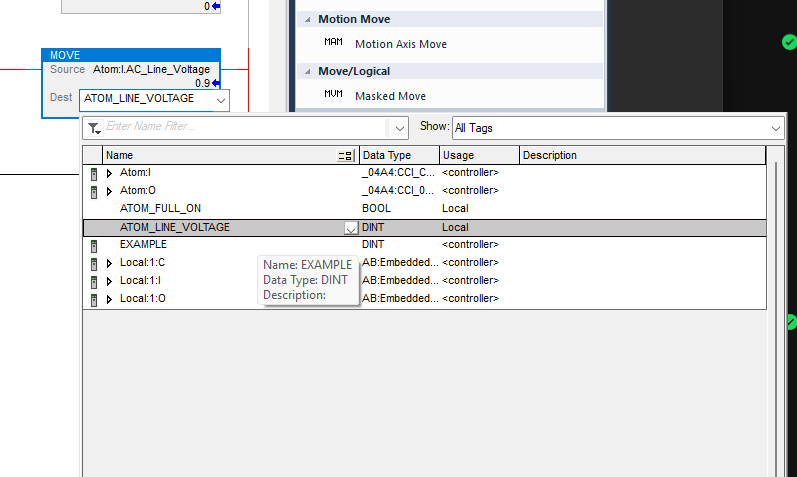 0
MOVE
Source Atom:I.AC_Line_Voltage
0.9
Dest ATOM_LINE_VOLTAGE
Motion Move
MAM Motion Axis Move
Move/Logical
MVM Masked Move
Enter Name Filter...
Show: All Tags
Name Data Type Usage Description
Atom:I _04A4:CCI_C... <controller>
Atom:O _04A4:CCI_0... <controller>
ATOM_FULL_ON BOOL Local
ATOM_LINE_VOLTAGE DINT Local
EXAMPLE DINT <controller>
Local:1:C AB:Embedded... <controller>
Local:1:I AB:Embedded... <controller>
Local:1:O AB:Embedded... <controller>
Name: EXAMPLE
Data Type: DINT
Description: